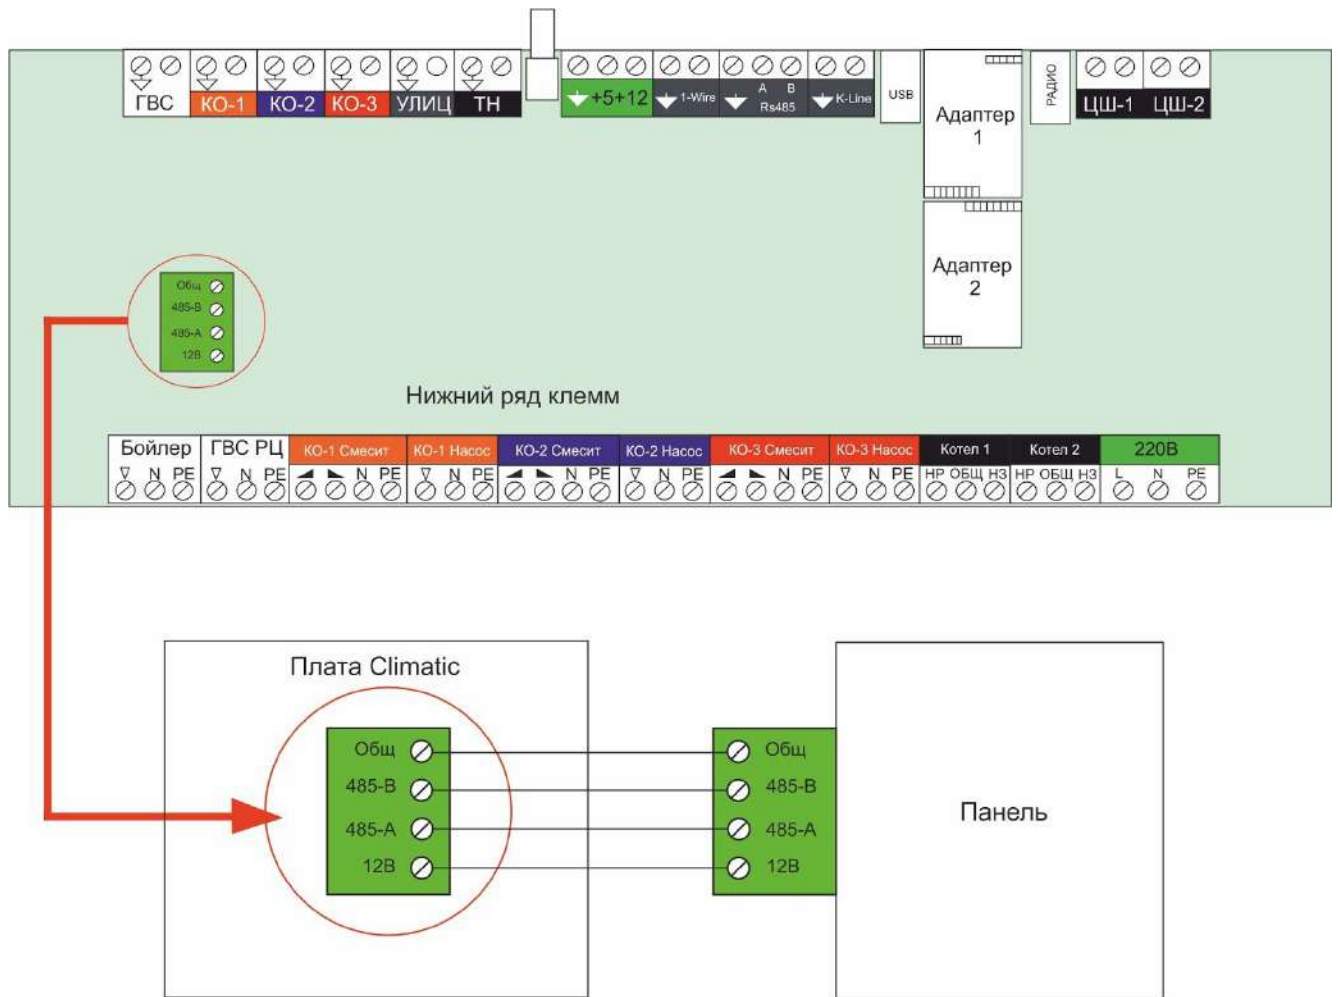 ГВС КО-1 КО-2 КО-3 УЛИЦ ТН
+5+12 1-Wire A B Rs485 K-Line
USB
Адаптер
1
РАДИО
ЦШ-1 ЦШ-2
Адаптер
2
Общ
485-B
485-A
12В
Нижний ряд клемм
Бойлер ГВС РЦ КО-1 Смесит КО-1 Насос КО-2 Смесит КО-2 Насос КО-3 Смесит КО-3 Насос Котел 1 Котел 2 220В
N PE N PE N PE N PE N PE N PE N PE N PE НР ОБЩ НЗ НР ОБЩ НЗ L N PE
Плата Climatic
Общ
485-B
485-A
12В
Общ
485-B
485-A
12В
Панель